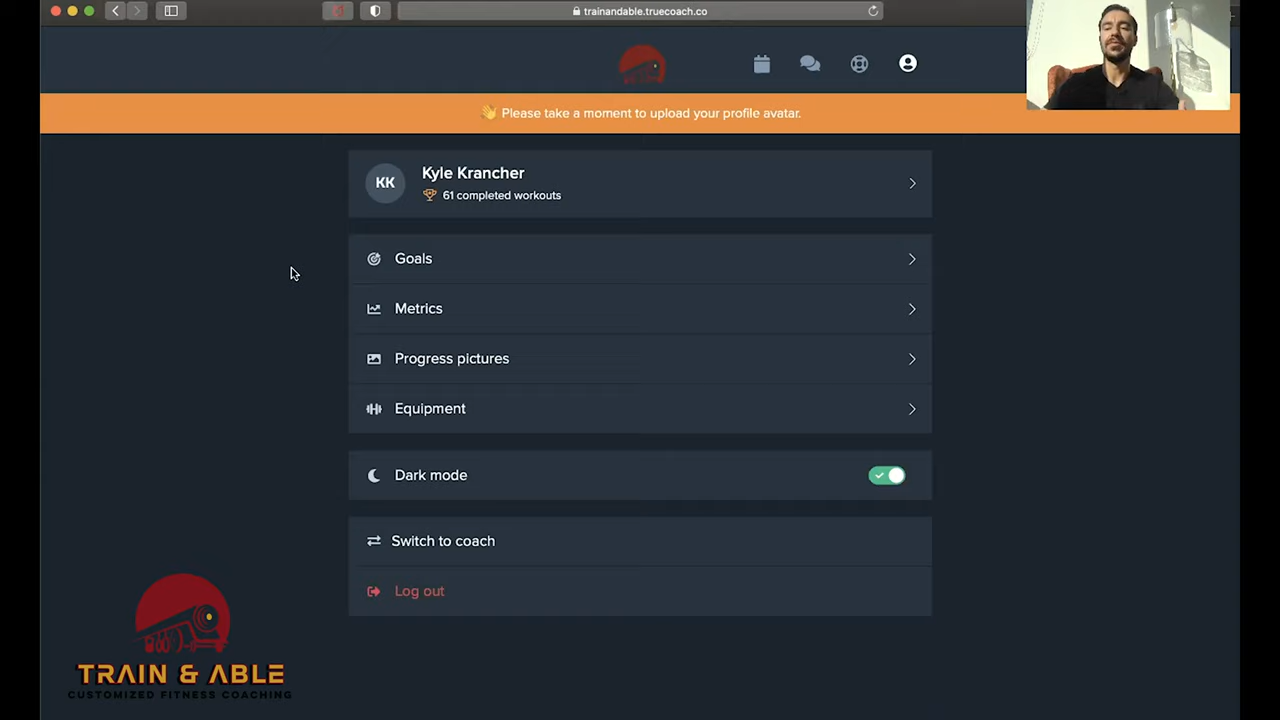 trainandable.truecoach.co
👋 Please take a moment to upload your profile avatar.
KK
Kyle Krancher
61 completed workouts
Goals
Metrics
Progress pictures
Equipment
Dark mode
Switch to coach
Log out
TRAIN & ABLE
CUSTOMIZED FITNESS COACHING